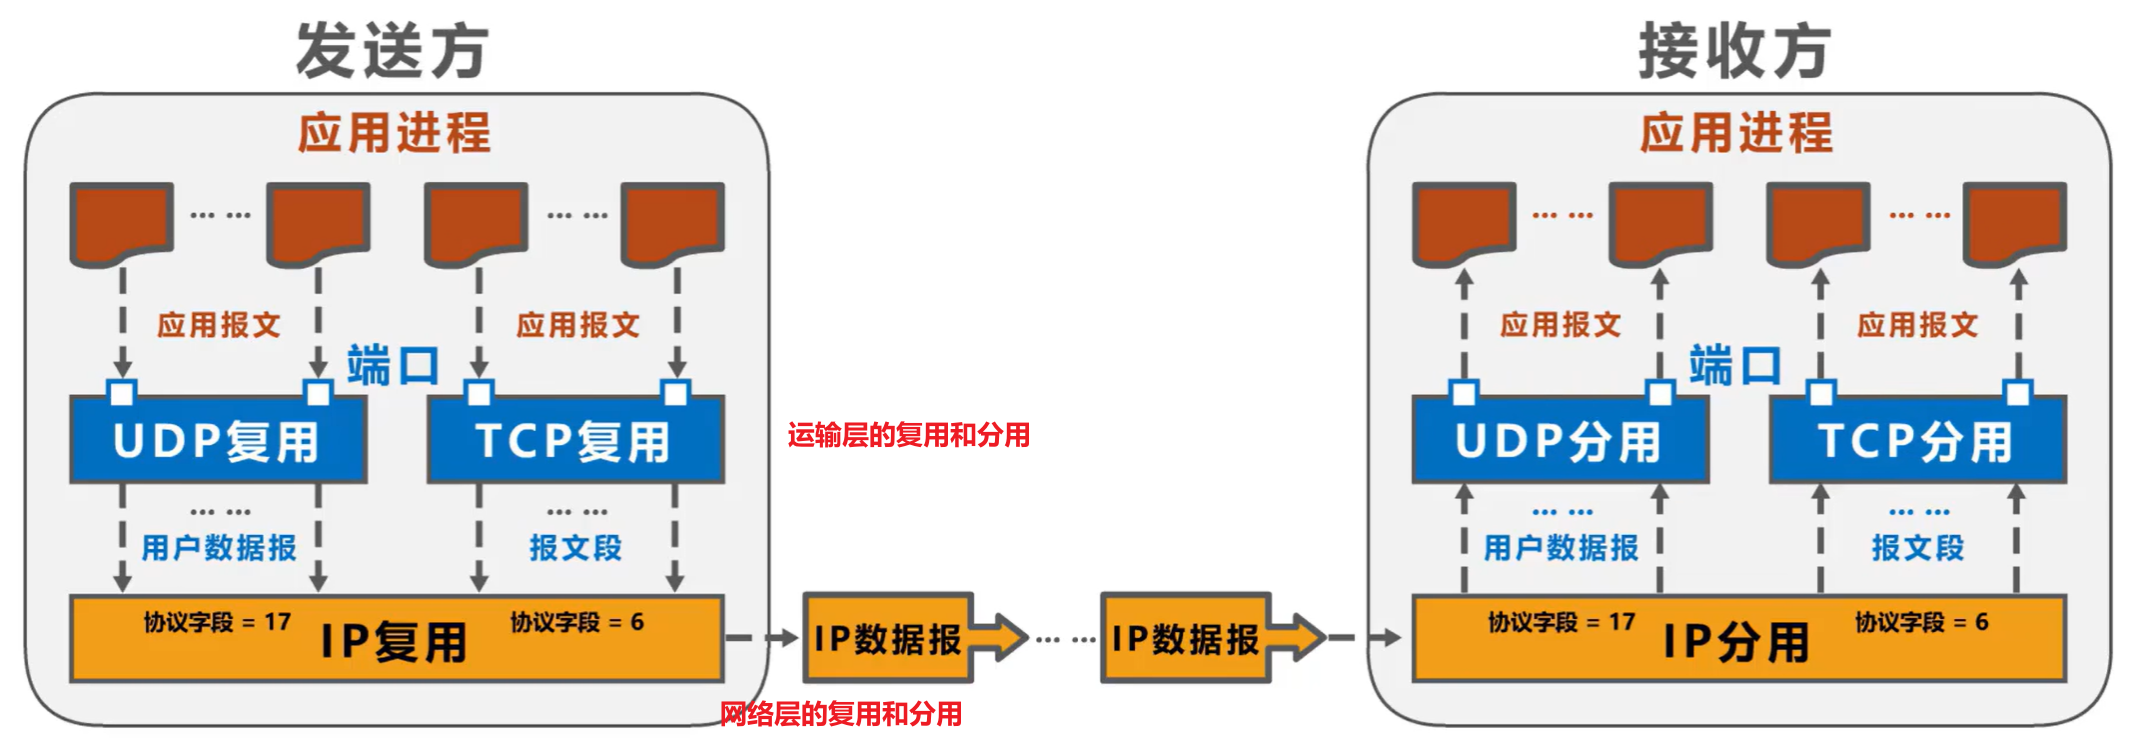 发送方
接收方
应用进程
应用进程
… …
… …
… …
… …
应用报文
应用报文
应用报文
应用报文
端口
端口
UDP复用
TCP复用
运输层的复用和分用
UDP分用
TCP分用
… …
… …
… …
… …
用户数据报
报文段
用户数据报
报文段
协议字段 = 17
协议字段 = 6
IP复用
IP数据报
… …
IP数据报
协议字段 = 17
协议字段 = 6
IP分用
网络层的复用和分用